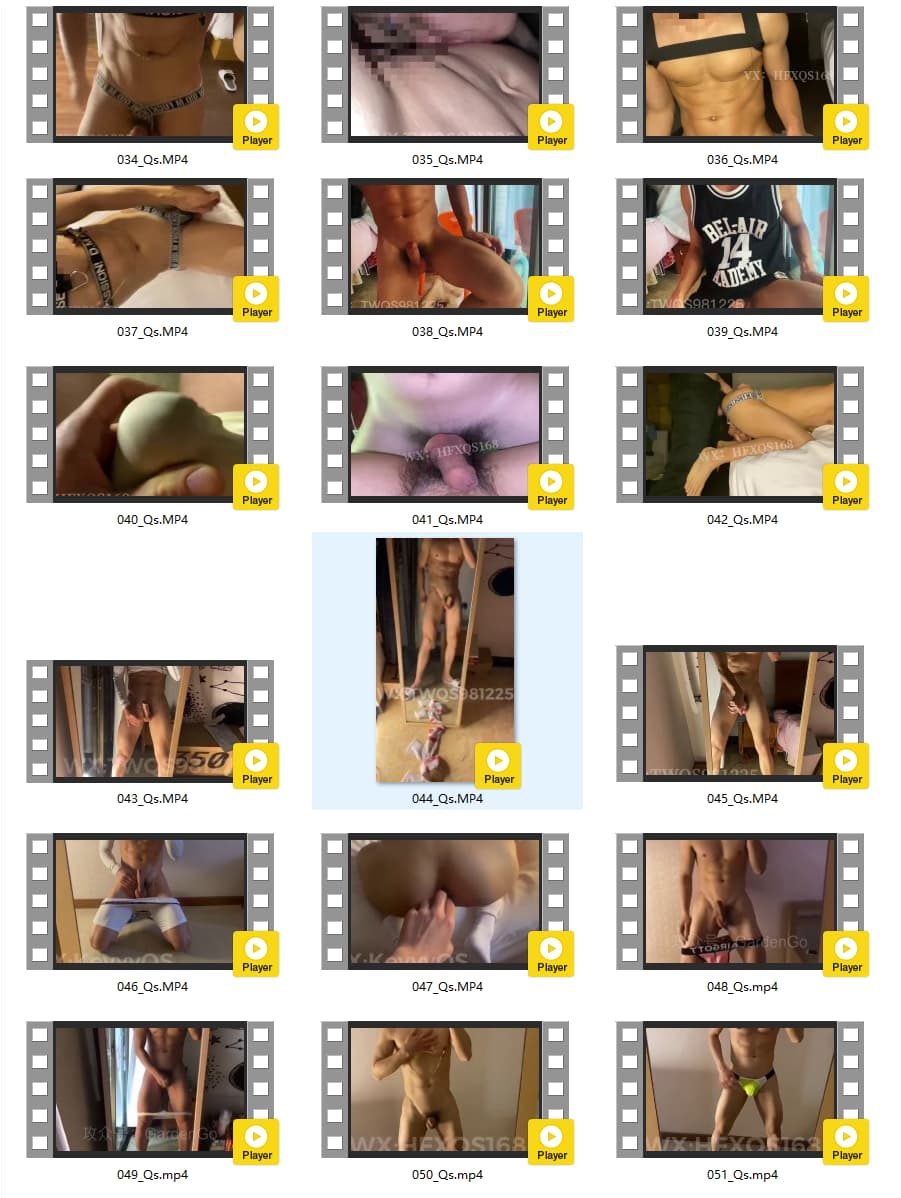 VX：HFXQS168
Player
Player
Player
034_Qs.MP4
035_Qs.MP4
036_Qs.MP4
BEL-AIR
14
TWQS981225
Player
Player
Player
037_Qs.MP4
038_Qs.MP4
039_Qs.MP4
WX：HFXQS168
VX：HFXQS168
Player
Player
Player
040_Qs.MP4
041_Qs.MP4
042_Qs.MP4
WX:TWQS981225
350
Player
Player
Player
043_Qs.MP4
044_Qs.MP4
045_Qs.MP4
GardenGo
Player
Player
Player
046_Qs.MP4
047_Qs.MP4
048_Qs.mp4
GardenGo
WX:HFXQS168
WX:HFXQS168
Player
Player
Player
049_Qs.mp4
050_Qs.mp4
051_Qs.mp4